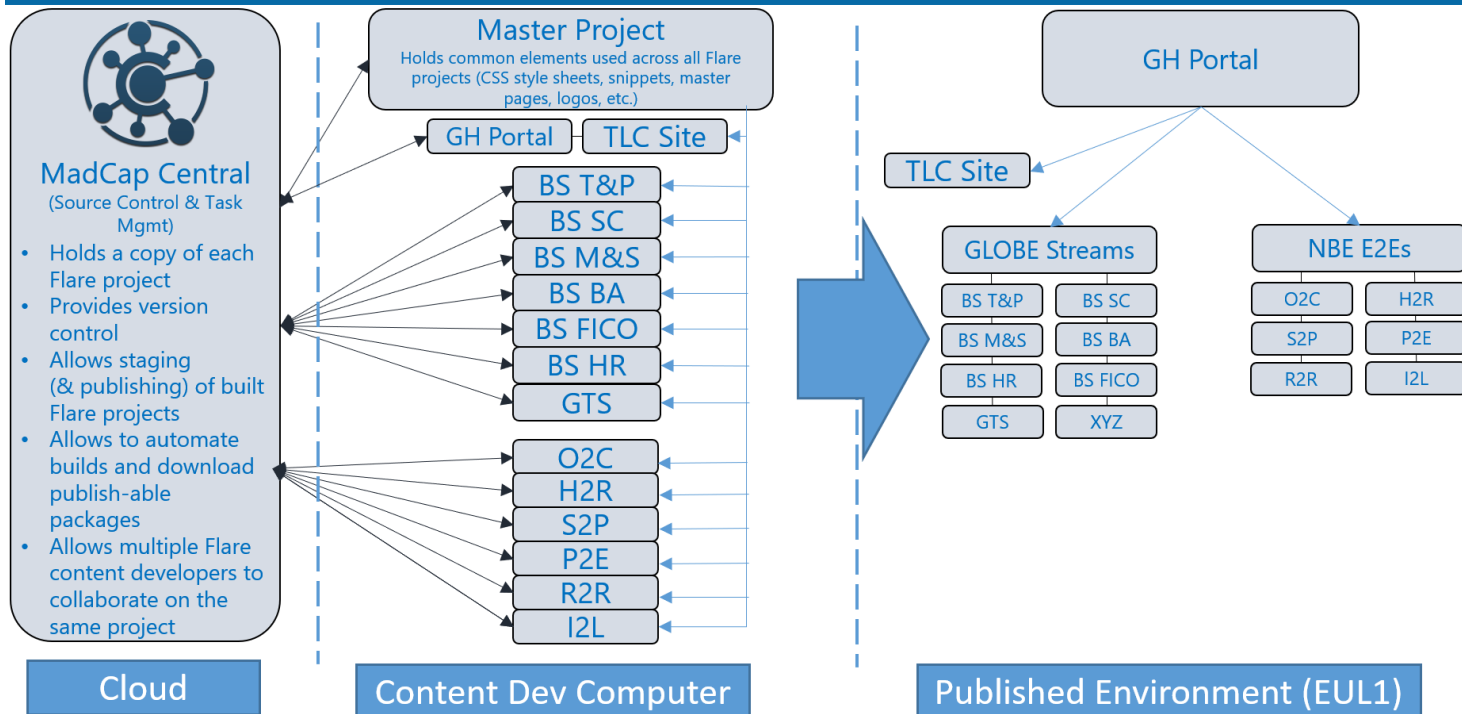 MadCap Central
(Source Control & Task
Mgmt)
• Holds a copy of each
Flare project
• Provides version
control
• Allows staging
(& publishing) of built
Flare projects
• Allows to automate
builds and download
publish-able
packages
• Allows multiple Flare
content developers to
collaborate on the
same project
Cloud
Master Project
Holds common elements used across all Flare
projects (CSS style sheets, snippets, master
pages, logos, etc.)
GH Portal
TLC Site
BS T&P
BS SC
BS M&S
BS BA
BS FICO
BS HR
GTS
O2C
H2R
S2P
P2E
R2R
I2L
Content Dev Computer
GH Portal
TLC Site
GLOBE Streams
BS T&P
BS SC
BS M&S
BS BA
BS HR
BS FICO
GTS
XYZ
NBE E2Es
O2C
H2R
S2P
P2E
R2R
I2L
Published Environment (EUL1)